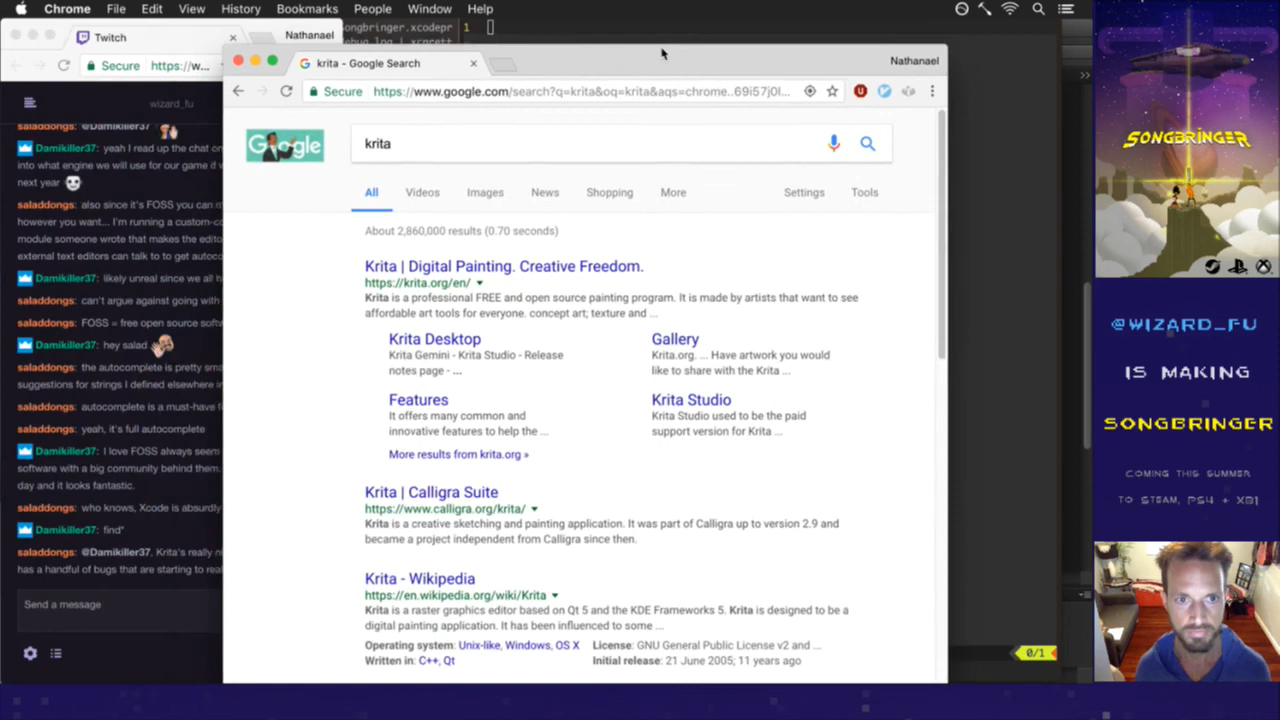 Chrome File Edit View History Bookmarks People Window Help
Twitch
Nathanael
Songbringer.xcodepr 1
Secure https://w...
wizard_fu
saladdongs: @Damikiller37
Damikiller37: yeah I read up the chat on
into what engine we will use for our game if w
next year
saladdongs: also since it's FOSS you can m
however you want... I'm running a custom-co
module someone wrote that makes the edito
external text editors can talk to to get autoco
Damikiller37: likely unreal since we all h
saladdongs: can't argue against going with
saladdongs: FOSS = free open source softw
Damikiller37: hey salad
saladdongs: the autocomplete is pretty sma
suggestions for strings I defined elsewhere in
saladdongs: autocomplete is a must-have f
saladdongs: yeah, it's full autocomplete
Damikiller37: I love FOSS always seem
software with a big community behind them.
day and it looks fantastic.
saladdongs: who knows, Xcode is absurdly
Damikiller37: find*
saladdongs: @Damikiller37, Krita's really ni
has a handful of bugs that are starting to real
Send a message
krita - Google Search
Nathanael
Secure https://www.google.com/search?q=krita&oq=krita&aqs=chrome..69i57j0l...
Google
krita
All Videos Images News Shopping More Settings Tools
About 2,860,000 results (0.70 seconds)
Krita | Digital Painting. Creative Freedom.
https://krita.org/en/
Krita is a professional FREE and open source painting program. It is made by artists that want to see
affordable art tools for everyone. concept art; texture and ...
Krita Desktop
Krita Gemini - Krita Studio - Release
notes page - ...
Gallery
Krita.org. ... Have artwork you would
like to share with the Krita ...
Features
It offers many common and
innovative features to help the ...
Krita Studio
Krita Studio used to be the paid
support version for Krita ...
More results from krita.org »
Krita | Calligra Suite
https://www.calligra.org/krita/
Krita is a creative sketching and painting application. It was part of Calligra up to version 2.9 and
became a project independent from Calligra since then.
Krita - Wikipedia
https://en.wikipedia.org/wiki/Krita
Krita is a raster graphics editor based on Qt 5 and the KDE Frameworks 5. Krita is designed to be a
digital painting application. It has been influenced to some ...
Operating system: Unix-like, Windows, OS X License: GNU General Public License v2 and ...
Written in: C++, Qt Initial release: 21 June 2005; 11 years ago
0/1
SONGBRINGER
@WIZARD_FU
IS MAKING
SONGBRINGER
COMING THIS SUMMER
TO STEAM, PS4 + XB1